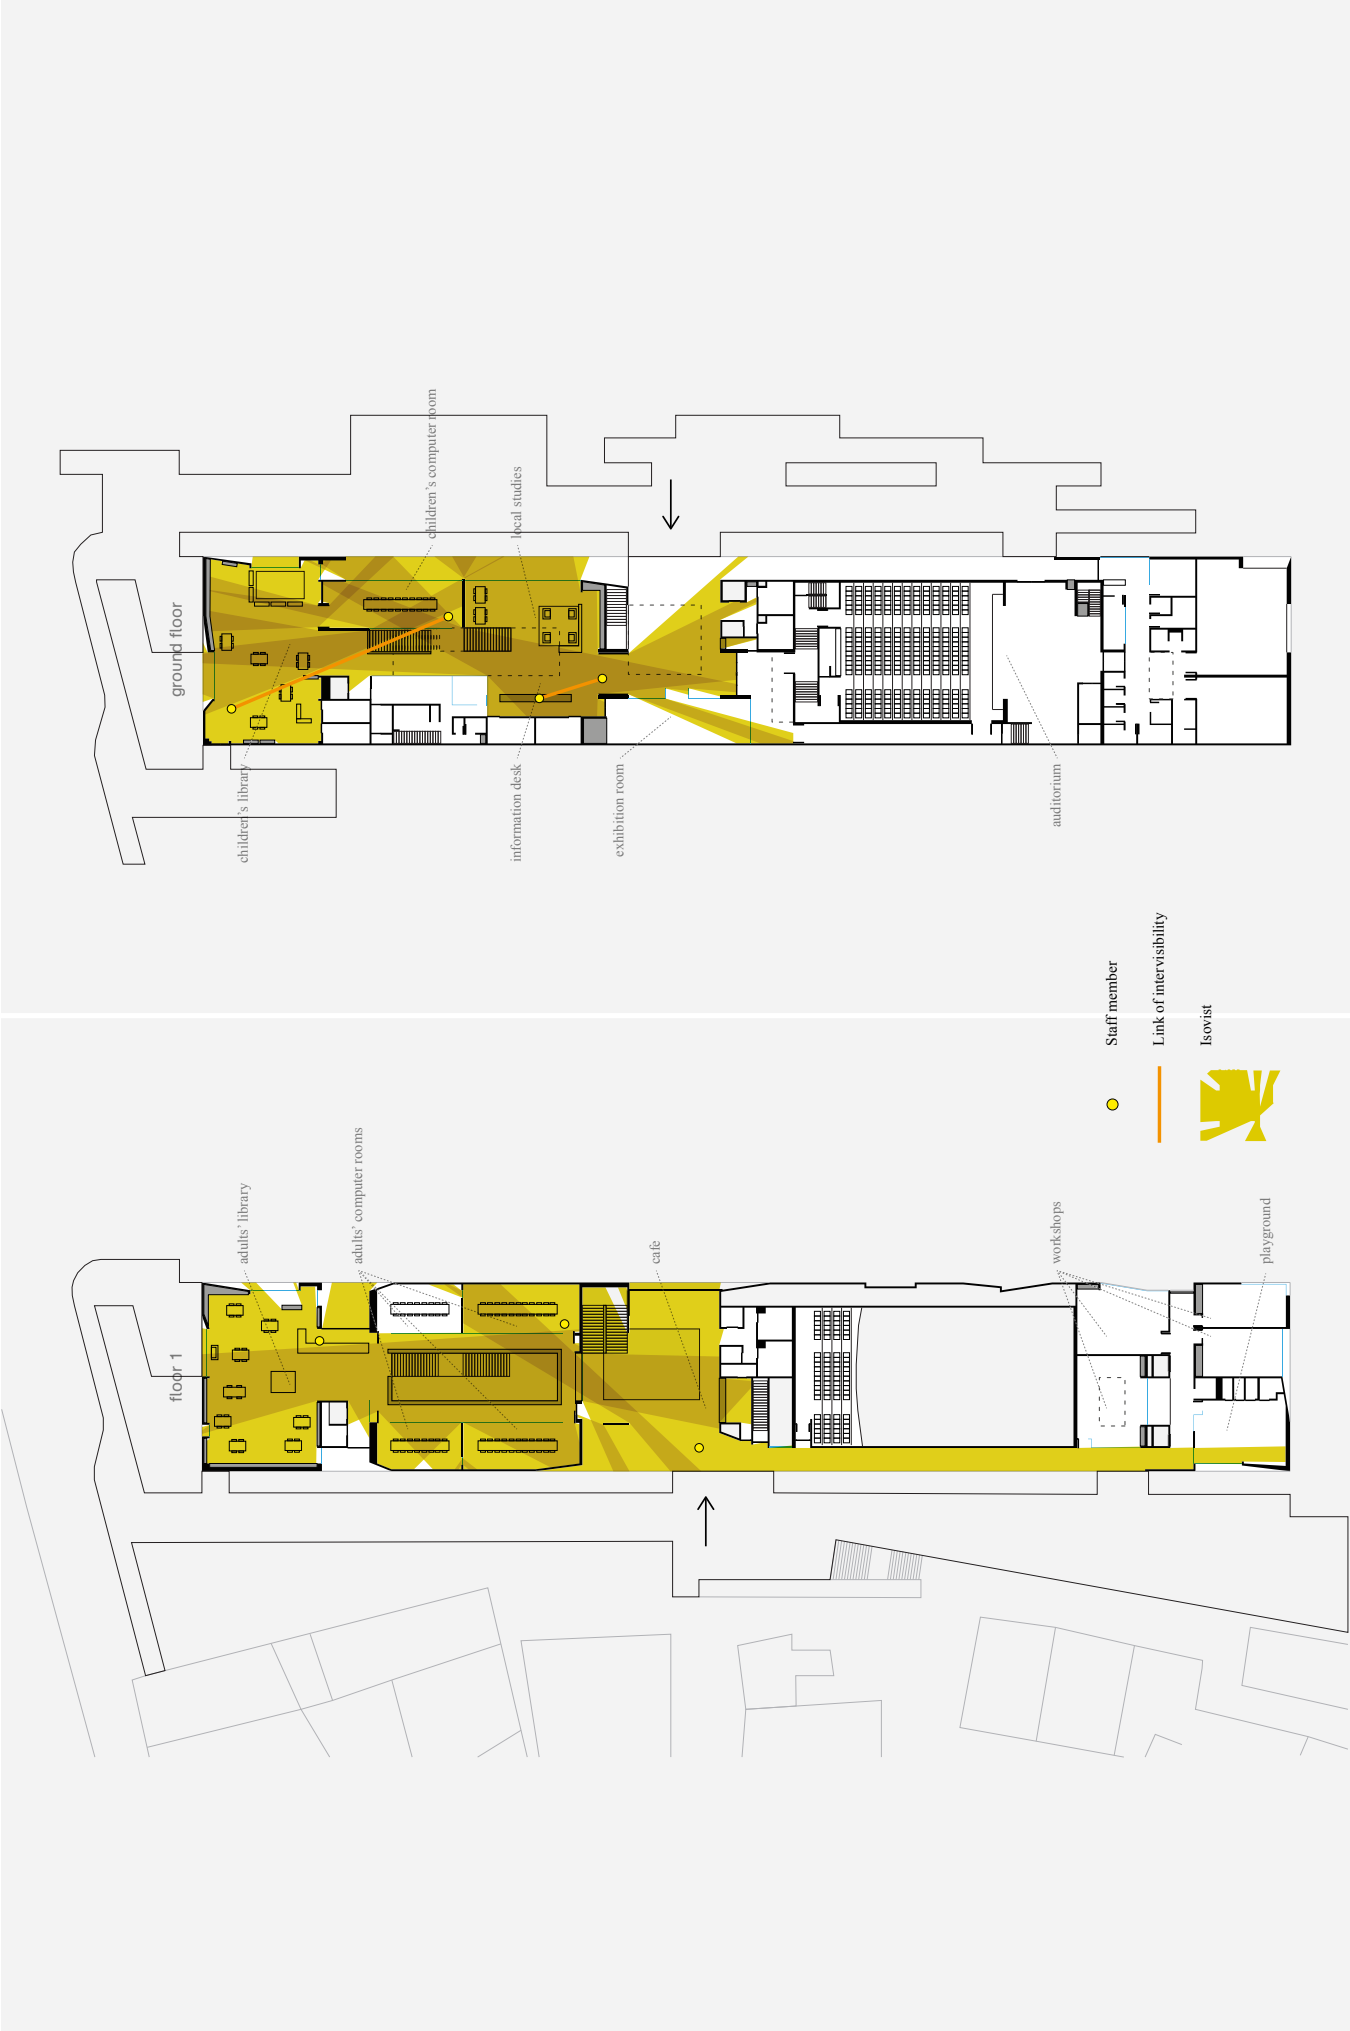 ground floor
children's computer room
local studies
children's library
information desk
exhibition room
auditorium
Staff member
Link of intervisibility
Isovist
floor 1
adults' library
adults' computer rooms
cafe
workshops
playground